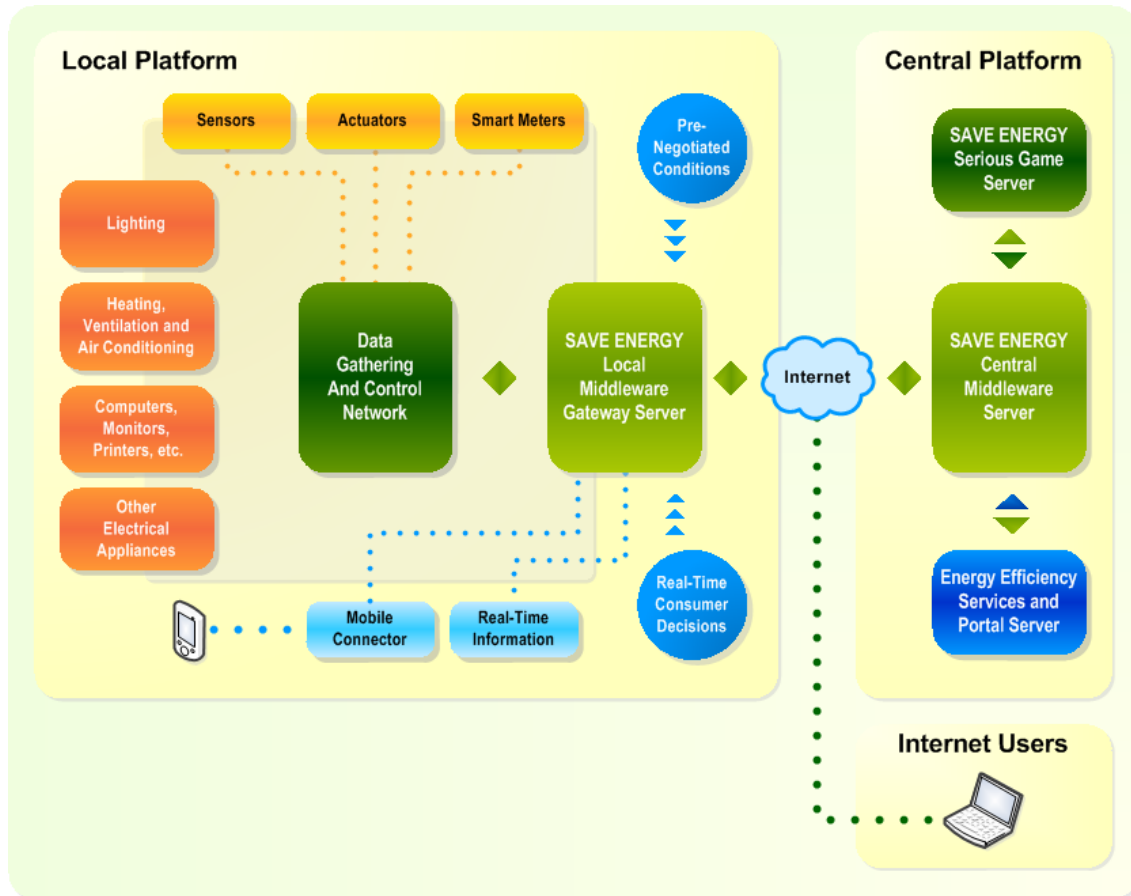 Local Platform
Sensors
Actuators
Smart Meters
Pre-
Negotiated
Conditions
Lighting
Heating,
Ventilation and
Air Conditioning
Computers,
Monitors,
Printers, etc.
Other
Electrical
Appliances
Data
Gathering
And Control
Network
SAVE ENERGY
Local
Middleware
Gateway Server
Mobile
Connector
Real-Time
Information
Real-Time
Consumer
Decisions
Internet
Central Platform
SAVE ENERGY
Serious Game
Server
SAVE ENERGY
Central
Middleware
Server
Energy Efficiency
Services and
Portal Server
Internet Users